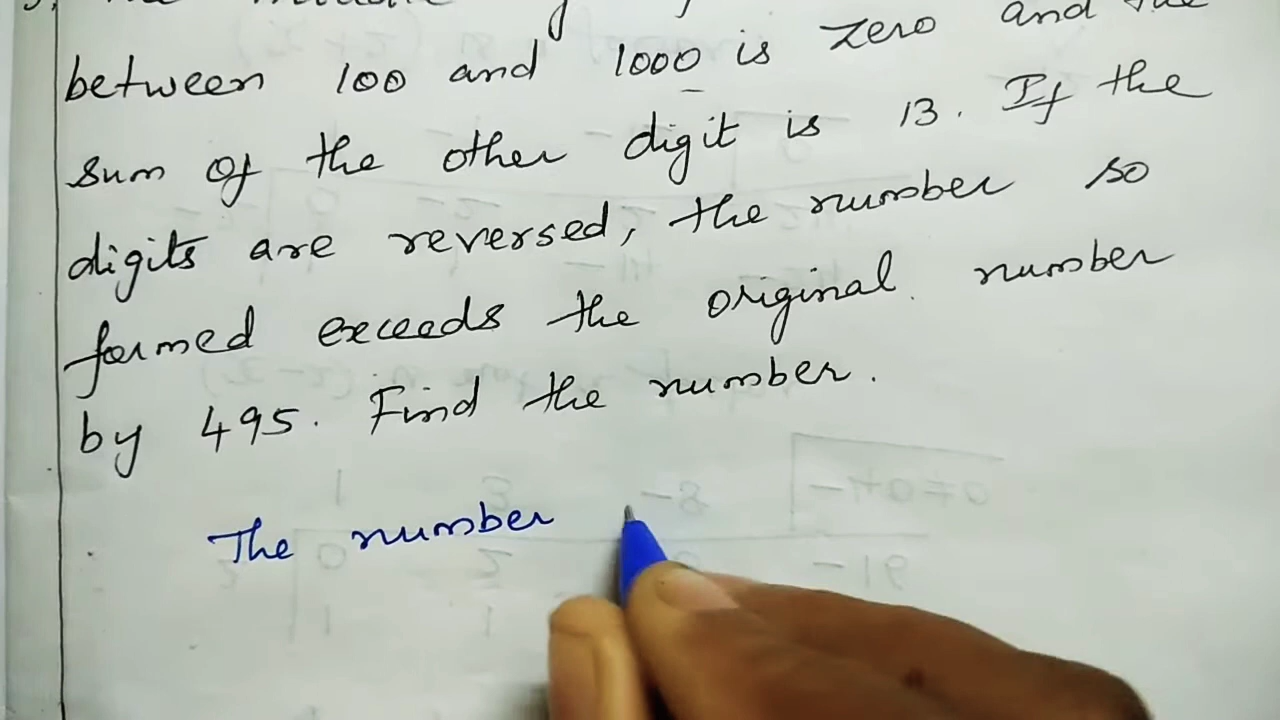 and the
between 100 and 1000 is zero
sum of the other digit is 13. If the
digits are reversed, the number so
formed exceeds the original number
by 495. Find the number.
The number